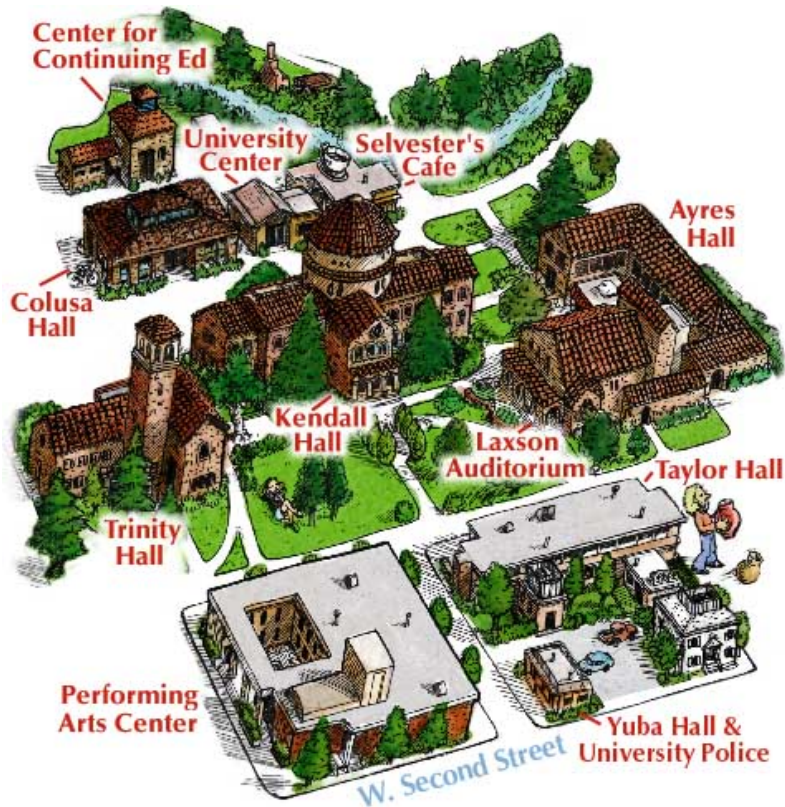 Center for
Continuing Ed
University
Center
Selvester's
Cafe
Ayres
Hall
Colusa
Hall
Kendall
Hall
Laxson
Auditorium
Taylor Hall
Trinity
Hall
Performing
Arts Center
Yuba Hall &
University Police
W. Second Street